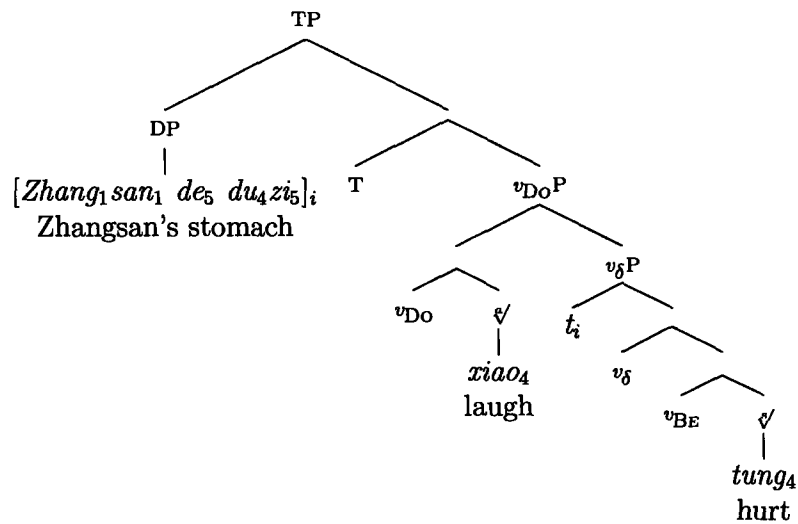 TP
DP
[Zhang₁san₁ de₅ du₄zi₅]ᵢ
Zhangsan's stomach
T
vDoP
vDo
√
xiao₄
laugh
vδP
tᵢ
vδ
vBE
√
tung₄
hurt